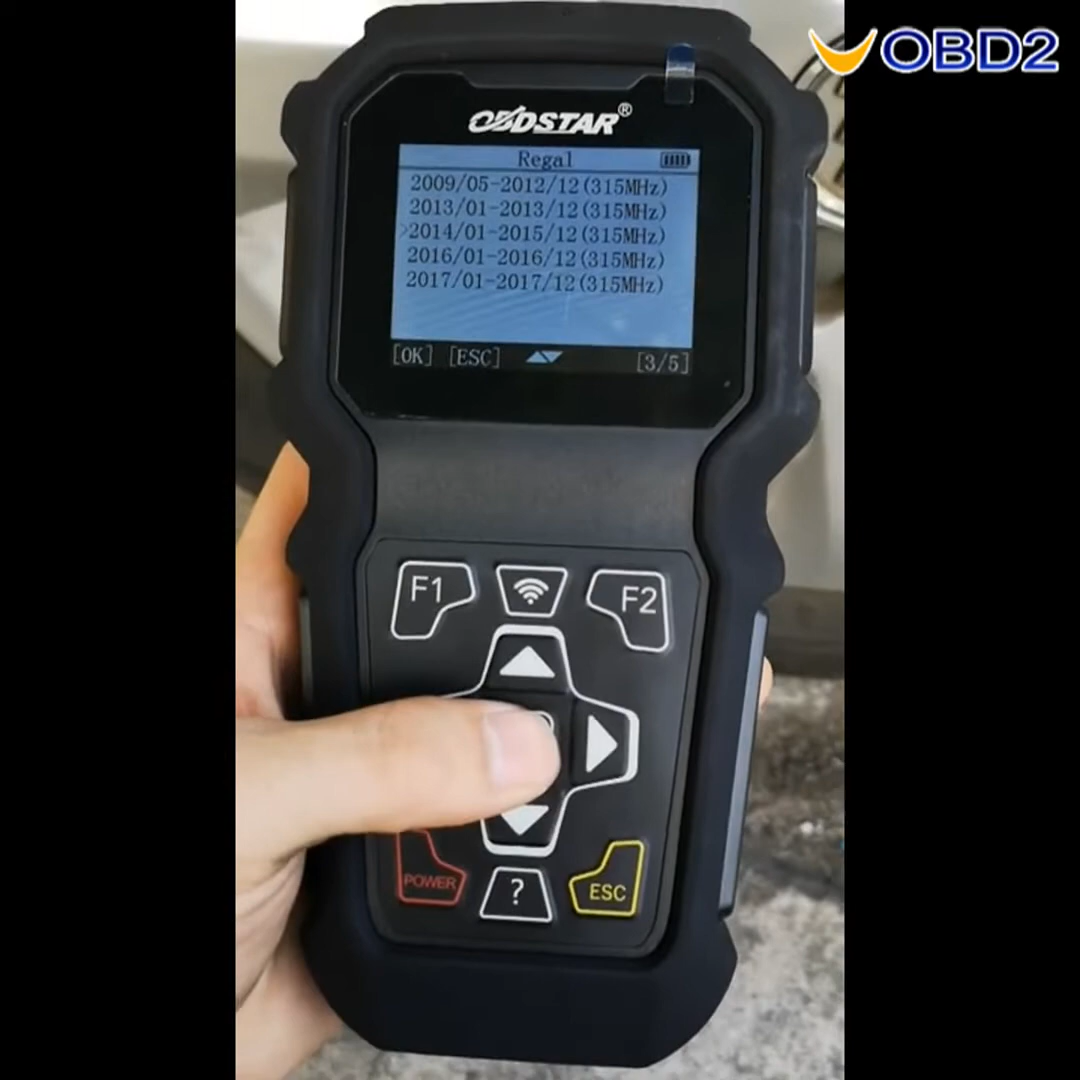 OBD2
OBDSTAR®
Regal
2009/05-2012/12(315MHz)
2013/01-2013/12(315MHz)
>2014/01-2015/12(315MHz)
2016/01-2016/12(315MHz)
2017/01-2017/12(315MHz)
[OK] [ESC] [3/5]
F1
F2
POWER
?
ESC